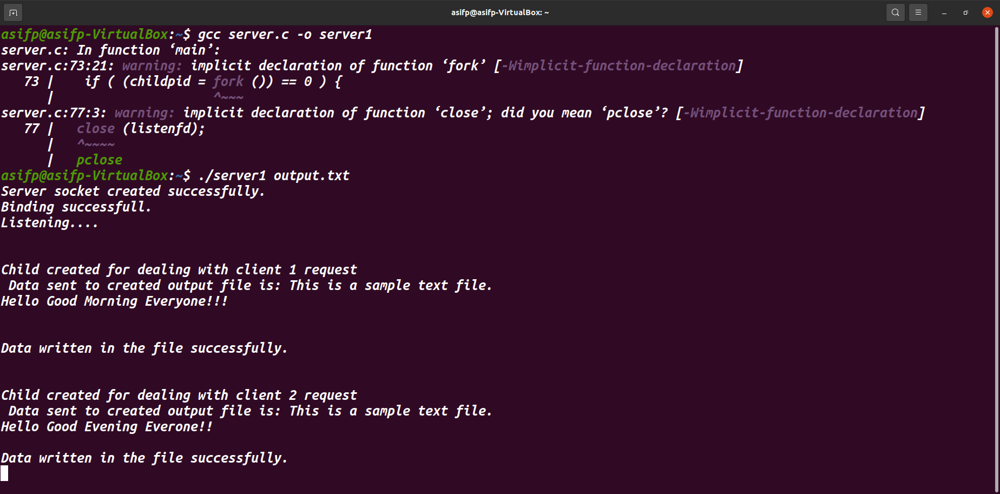 asifp@asifp-VirtualBox: ~
asifp@asifp-VirtualBox:~$ gcc server.c -o server1
server.c: In function ‘main’:
server.c:73:21: warning: implicit declaration of function ‘fork’ [-Wimplicit-function-declaration]
   73 |    if ( (childpid = fork ()) == 0 ) {
      |                     ^~~~
server.c:77:3: warning: implicit declaration of function ‘close’; did you mean ‘pclose’? [-Wimplicit-function-declaration]
   77 |   close (listenfd);
      |   ^~~~~
      |   pclose
asifp@asifp-VirtualBox:~$ ./server1 output.txt
Server socket created successfully.
Binding successfull.
Listening....
Child created for dealing with client 1 request
 Data sent to created output file is: This is a sample text file.
Hello Good Morning Everyone!!!
Data written in the file successfully.
Child created for dealing with client 2 request
 Data sent to created output file is: This is a sample text file.
Hello Good Evening Everone!!
Data written in the file successfully.